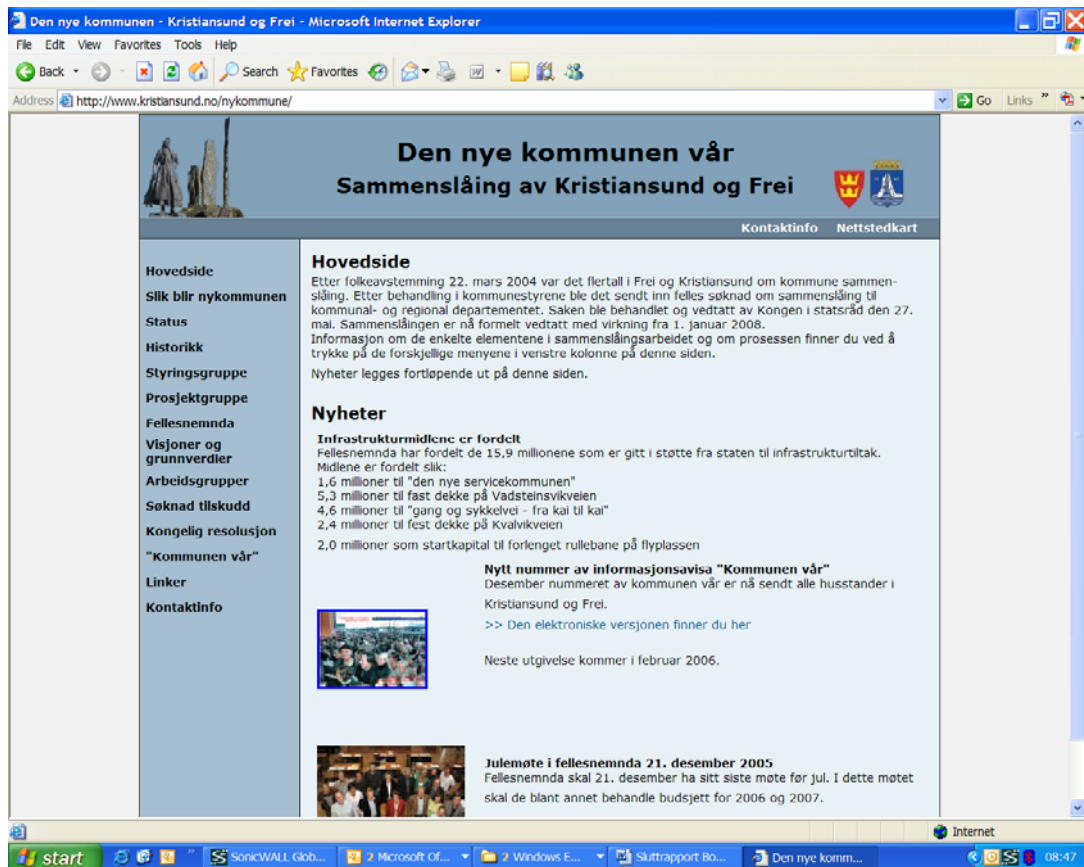 Den nye kommunen - Kristiansund og Frei - Microsoft Internet Explorer
File Edit View Favorites Tools Help
Back Search Favorites
Address http://www.kristiansund.no/nykommune/ Go Links »
Den nye kommunen vår
Sammenslåing av Kristiansund og Frei
Kontaktinfo Nettstedkart
Hovedside
Slik blir nykommunen
Status
Historikk
Styringsgruppe
Prosjektgruppe
Fellesnemnda
Visjoner og
grunnverdier
Arbeidsgrupper
Søknad tilskudd
Kongelig resolusjon
"Kommunen vår"
Linker
Kontaktinfo
Hovedside
Etter folkeavstemming 22. mars 2004 var det flertall i Frei og Kristiansund om kommune sammen-
slåing. Etter behandling i kommunestyrene ble det sendt inn felles søknad om sammenslåing til
kommunal- og regional departementet. Saken ble behandlet og vedtatt av Kongen i statsråd den 27.
mai. Sammenslåingen er nå formelt vedtatt med virkning fra 1. januar 2008.
Informasjon om de enkelte elementene i sammenslåingsarbeidet og om prosessen finner du ved å
trykke på de forskjellige menyene i venstre kolonne på denne siden.
Nyheter legges fortløpende ut på denne siden.
Nyheter
Infrastrukturmidlene er fordelt
Fellesnemnda har fordelt de 15,9 millionene som er gitt i støtte fra staten til infrastrukturtiltak.
Midlene er fordelt slik:
1,6 millioner til "den nye servicekommunen"
5,3 millioner til fast dekke på Vadsteinsvikveien
4,6 millioner til "gang og sykkelvei - fra kai til kai"
2,4 millioner til fest dekke på Kvalvikveien
2,0 millioner som startkapital til forlenget rullebane på flyplassen
Nytt nummer av informasjonsavisa "Kommunen vår"
Desember nummeret av kommunen vår er nå sendt alle husstander i
Kristiansund og Frei.
>> Den elektroniske versjonen finner du her
Neste utgivelse kommer i februar 2006.
Julemøte i fellesnemnda 21. desember 2005
Fellesnemnda skal 21. desember ha sitt siste møte før jul. I dette møtet
skal de blant annet behandle budsjett for 2006 og 2007.
Internet
start » SonicWALL Glob... 2 Microsoft Of... 2 Windows E... Sluttrapport Bo... Den nye komm... 08:47